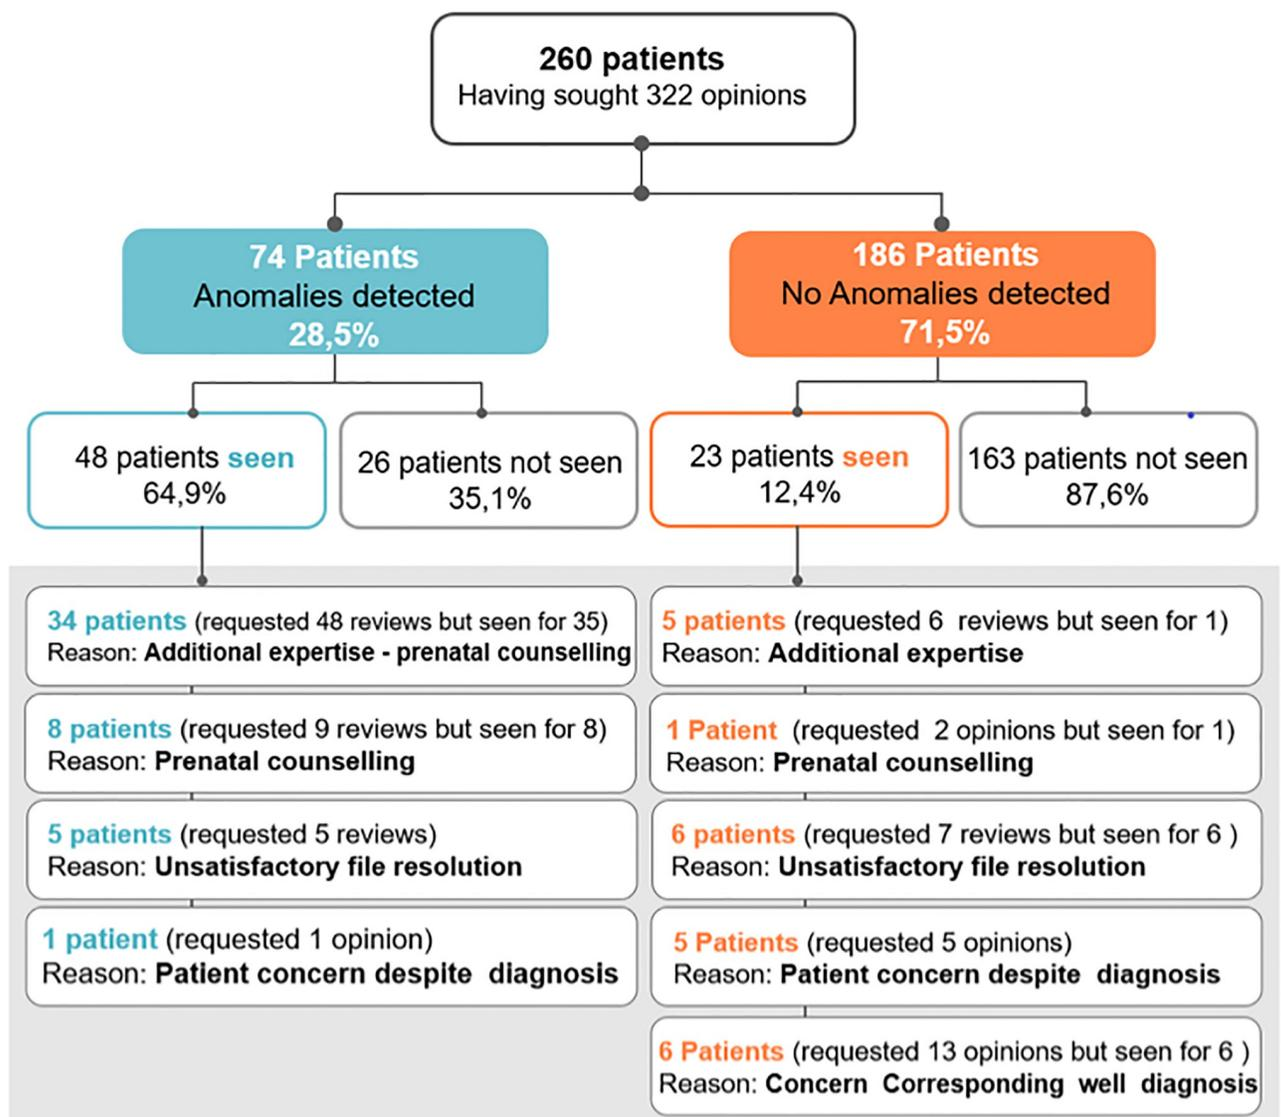 260 patients
Having sought 322 opinions
74 Patients
Anomalies detected
28,5%
186 Patients
No Anomalies detected
71,5%
48 patients seen
64,9%
26 patients not seen
35,1%
23 patients seen
12,4%
163 patients not seen
87,6%
34 patients (requested 48 reviews but seen for 35)
Reason: Additional expertise - prenatal counselling
8 patients (requested 9 reviews but seen for 8)
Reason: Prenatal counselling
5 patients (requested 5 reviews)
Reason: Unsatisfactory file resolution
1 patient (requested 1 opinion)
Reason: Patient concern despite diagnosis
5 patients (requested 6 reviews but seen for 1)
Reason: Additional expertise
1 Patient (requested 2 opinions but seen for 1)
Reason: Prenatal counselling
6 patients (requested 7 reviews but seen for 6 )
Reason: Unsatisfactory file resolution
5 Patients (requested 5 opinions)
Reason: Patient concern despite diagnosis
6 Patients (requested 13 opinions but seen for 6 )
Reason: Concern Corresponding well diagnosis